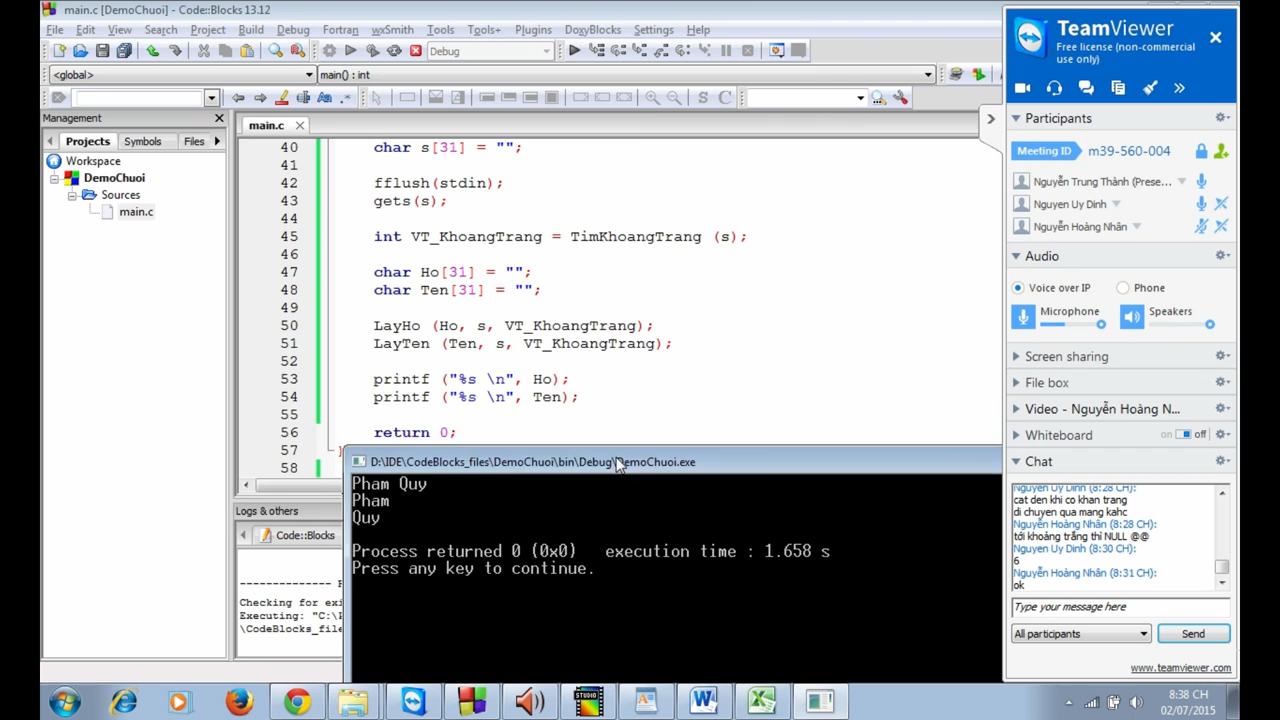 main.c [DemoChuoi] - Code::Blocks 13.12
File Edit View Search Project Build Debug Fortran wxSmith Tools Tools+ Plugins DoxyBlocks Settings Help
Debug
<global> main() : int
Management
Projects Symbols Files
Workspace
DemoChuoi
Sources
main.c
main.c
40 char s[31] = "";
41
42 fflush(stdin);
43 gets(s);
44
45 int VT_KhoangTrang = TimKhoangTrang (s);
46
47 char Ho[31] = "";
48 char Ten[31] = "";
49
50 LayHo (Ho, s, VT_KhoangTrang);
51 LayTen (Ten, s, VT_KhoangTrang);
52
53 printf ("%s \n", Ho);
54 printf ("%s \n", Ten);
55
56 return 0;
57 }
58
Logs & others
Code::Blocks
Checking for exi
Executing: "C:\
\CodeBlocks_file
D:\IDE\CodeBlocks_files\DemoChuoi\bin\Debug\DemoChuoi.exe
Pham Quy
Pham
Quy
Process returned 0 (0x0) execution time : 1.658 s
Press any key to continue.
TeamViewer
Free license (non-commercial
use only)
Participants
Meeting ID m39-560-004
Nguyễn Trung Thành (Prese...
Nguyen Uy Dinh
Nguyễn Hoàng Nhân
Audio
Voice over IP Phone
Microphone Speakers
Screen sharing
File box
Video - Nguyễn Hoàng N...
Whiteboard on off
Chat
Nguyen Uy Dinh (8:28 CH):
cat den khi co khan trang
di chuyen qua mang kahc
Nguyễn Hoàng Nhân (8:28 CH):
tới khoảng trắng thì NULL @@
Nguyen Uy Dinh (8:30 CH):
6
Nguyễn Hoàng Nhân (8:31 CH):
ok
Type your message here
All participants Send
www.teamviewer.com
STUDIO
8:38 CH
02/07/2015